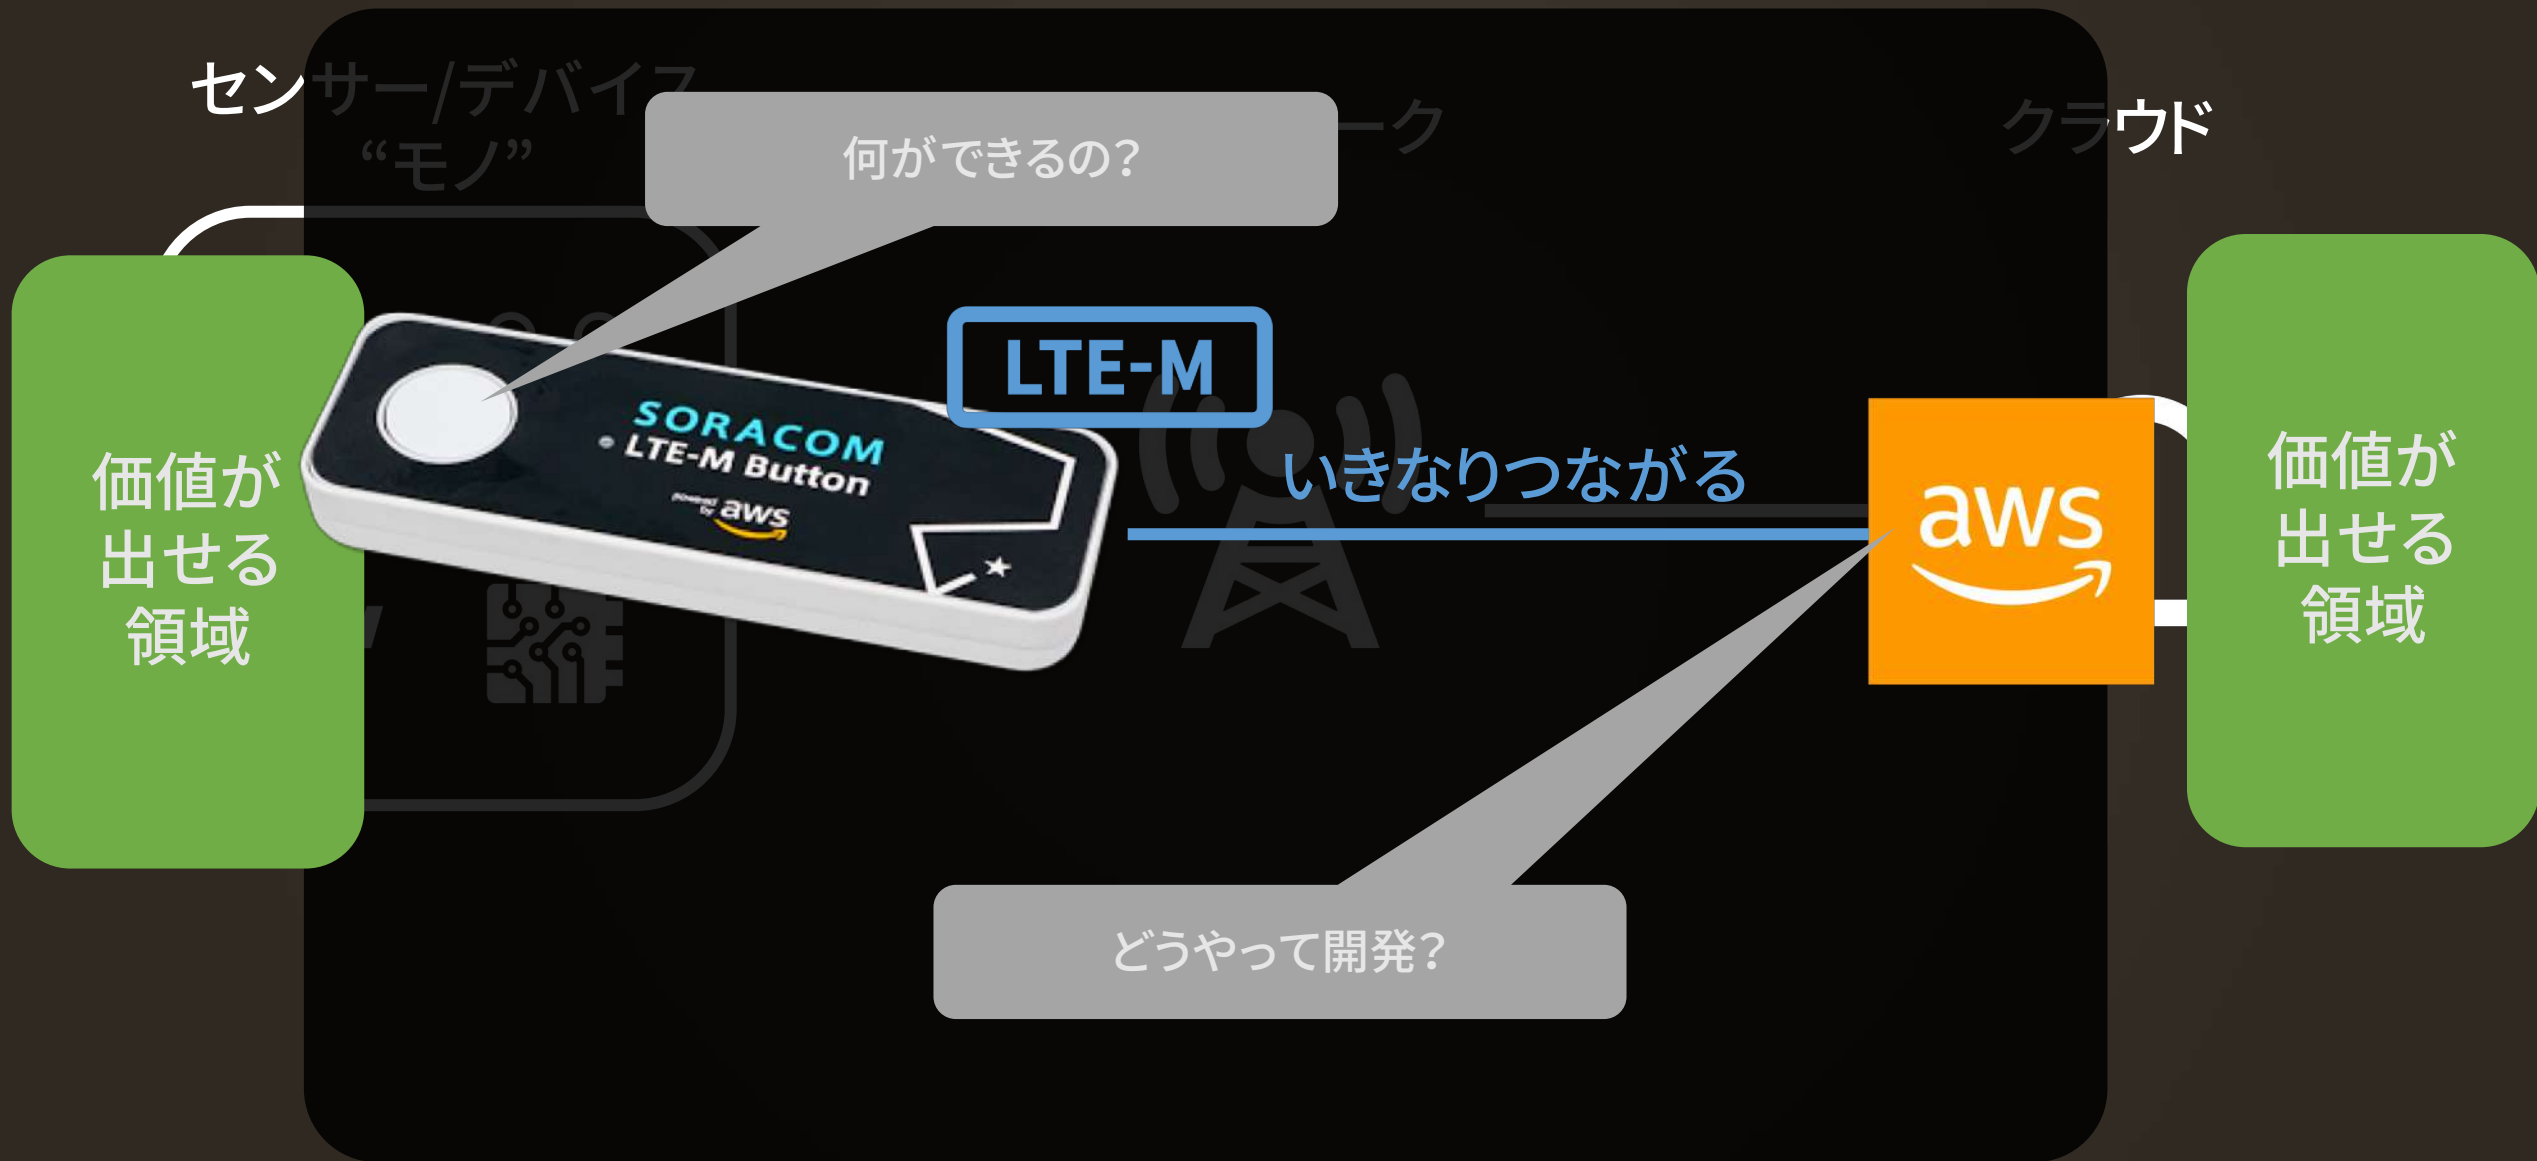 センサー/デバイス
“モノ”
ーク
クラウド
何ができるの?
LTE-M
SORACOM
LTE-M Button
powered by aws
いきなりつながる
aws
価値が
出せる
領域
価値が
出せる
領域
どうやって開発?